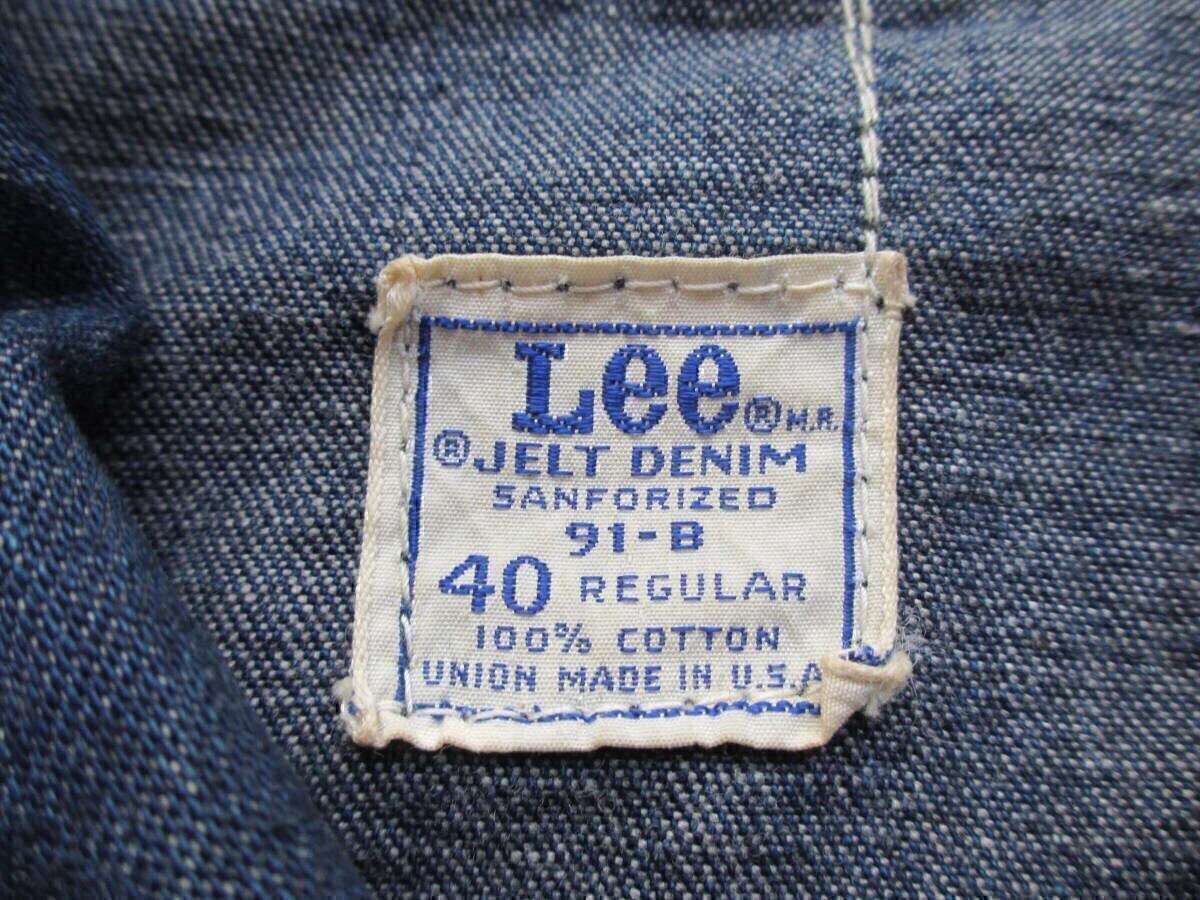 Lee ® M.R.
® JELT DENIM
SANFORIZED
91-B
40 REGULAR
100% COTTON
UNION MADE IN U.S.A